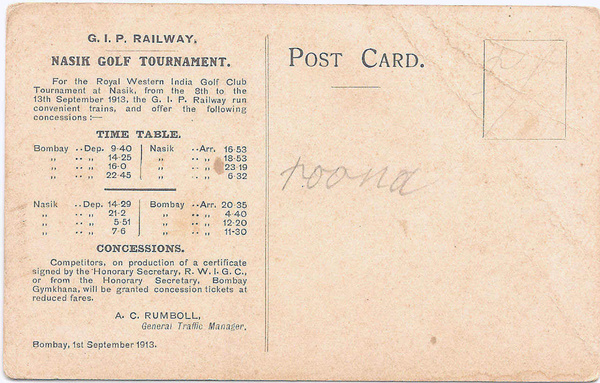 G. I. P. RAILWAY.
NASIK GOLF TOURNAMENT.
For the Royal Western India Golf Club
Tournament at Nasik, from the 8th to the
13th September 1913, the G. I. P. Railway run
convenient trains, and offer the following
concessions :—
TIME TABLE.
Bombay ·· Dep. 9·40 Nasik ·· Arr. 16·53
„ ·· „ 14·25 „ ·· „ 18·53
„ ·· „ 16·0 „ ·· „ 23·19
„ ·· „ 22·45 „ ·· „ 6·32
Nasik ·· Dep. 14·29 Bombay ·· Arr. 20·35
„ ·· „ 21·2 „ ·· „ 4·40
„ ·· „ 5·51 „ ·· „ 12·20
„ ·· „ 7·6 „ ·· „ 11·30
CONCESSIONS.
Competitors, on production of a certificate
signed by the Honorary Secretary, R. W. I. G. C.,
or from the Honorary Secretary, Bombay
Gymkhana, will be granted concession tickets at
reduced fares.
A. C. RUMBOLL,
General Traffic Manager.
Bombay, 1st September 1913.
POST CARD.
Poona